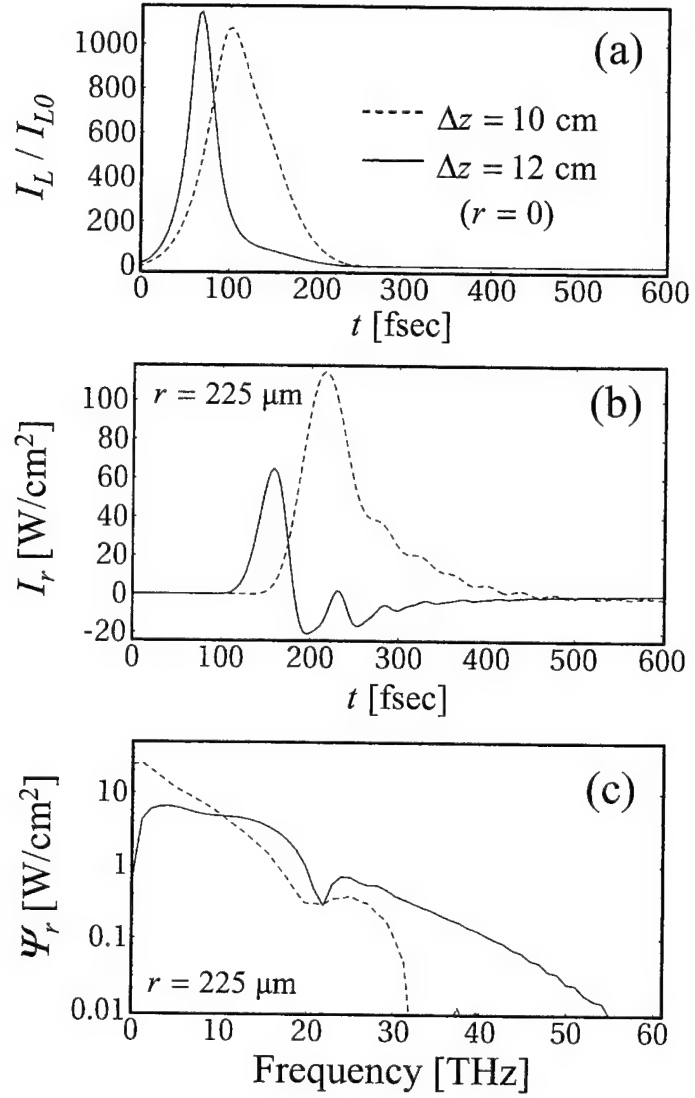 (a)
1000
800
600
400
200
0
I_L / I_L0
Δz = 10 cm
Δz = 12 cm
(r = 0)
0 100 200 300 400 500 600
t [fsec]
r = 225 μm
(b)
100
80
60
40
20
0
-20
I_r [W/cm²]
0 100 200 300 400 500 600
t [fsec]
(c)
10
1
0.1
0.01
Ψ_r [W/cm²]
r = 225 μm
0 10 20 30 40 50 60
Frequency [THz]